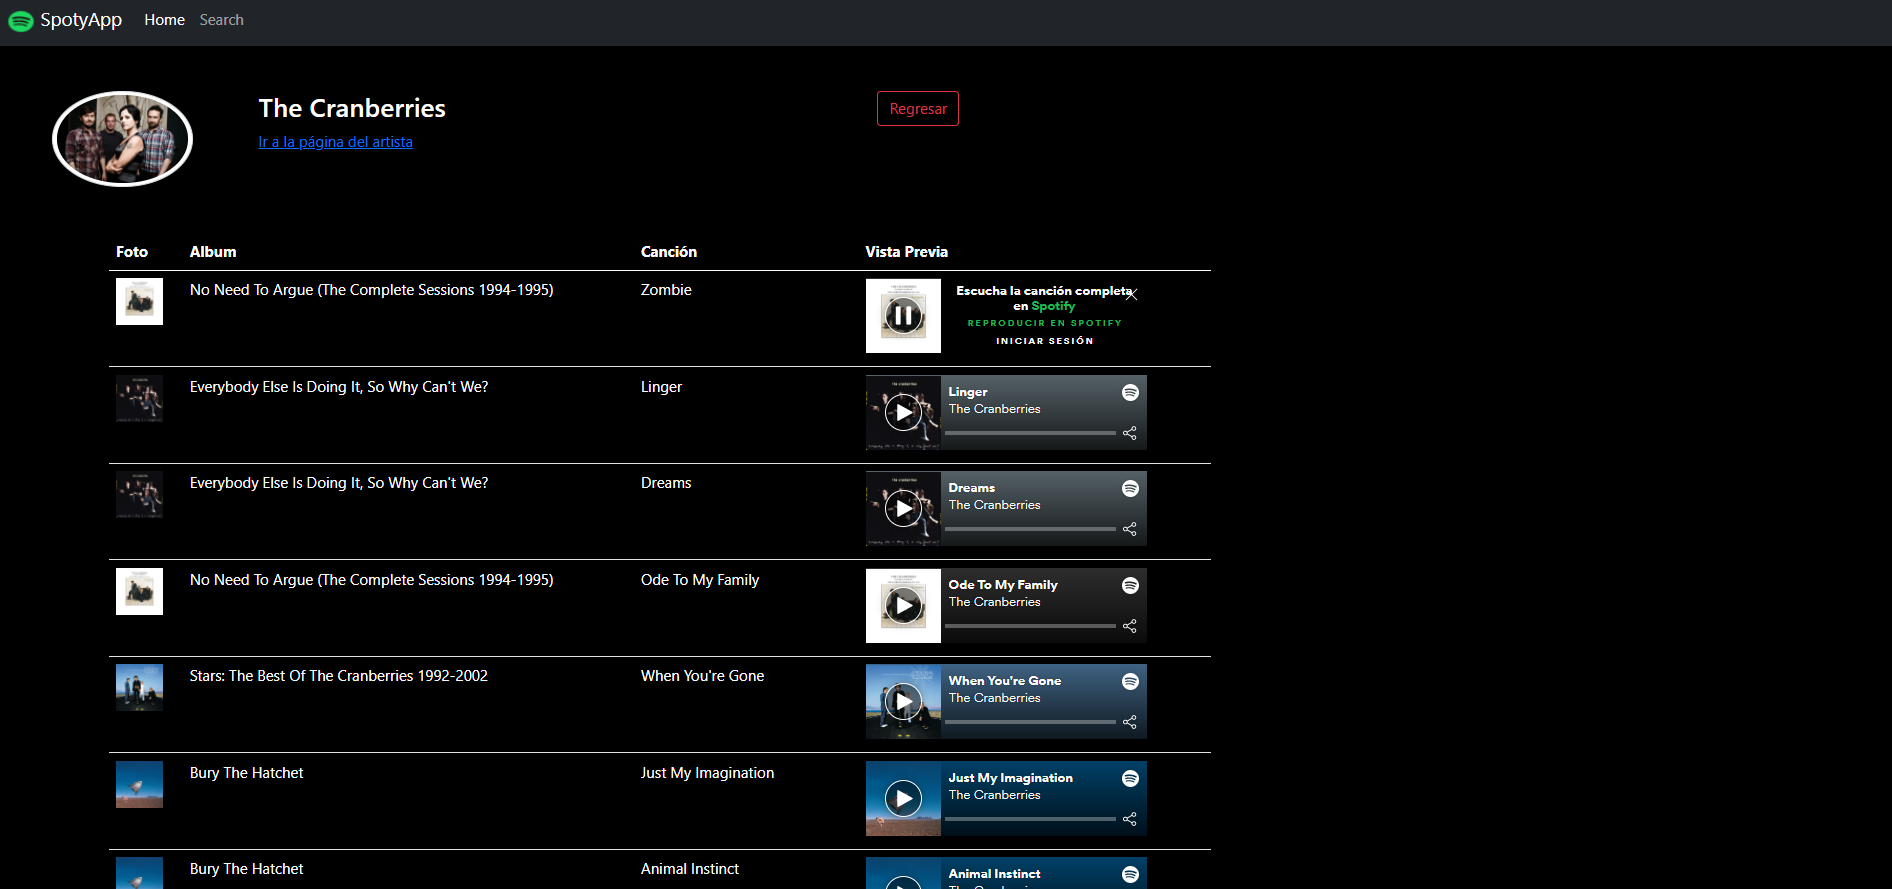 SpotyApp Home Search
The Cranberries
Regresar
Ir a la página del artista
Foto Album Canción Vista Previa
No Need To Argue (The Complete Sessions 1994-1995) Zombie
Escucha la canción completa
en Spotify
REPRODUCIR EN SPOTIFY
INICIAR SESIÓN
Everybody Else Is Doing It, So Why Can't We? Linger
Linger
The Cranberries
Everybody Else Is Doing It, So Why Can't We? Dreams
Dreams
The Cranberries
No Need To Argue (The Complete Sessions 1994-1995) Ode To My Family
Ode To My Family
The Cranberries
Stars: The Best Of The Cranberries 1992-2002 When You're Gone
When You're Gone
The Cranberries
Bury The Hatchet Just My Imagination
Just My Imagination
The Cranberries
Bury The Hatchet Animal Instinct
Animal Instinct